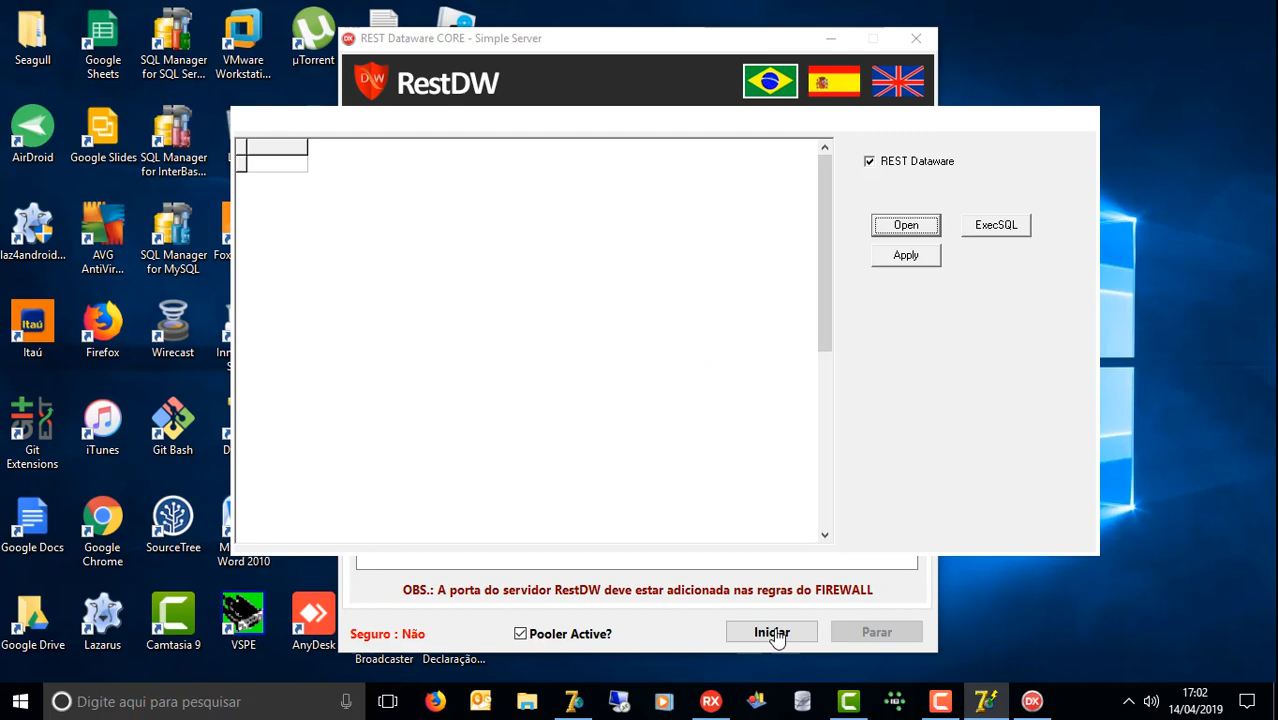 Seagull
Google
Sheets
SQL Manager
for SQL Ser...
VMware
Workstati...
µTorrent
REST Dataware CORE - Simple Server
DW
RestDW
AirDroid
Google Slides
SQL Manager
for InterBas...
REST Dataware
Open
ExecSQL
Apply
laz4android...
AVG
AntiVir...
SQL Manager
for MySQL
Itaú
Itaú
Firefox
Wirecast
Git
Extensions
iTunes
Git Bash
Google Docs
Google
Chrome
SourceTree
Word 2010
OBS.: A porta do servidor RestDW deve estar adicionada nas regras do FIREWALL
Seguro : Não
Pooler Active?
Iniciar
Parar
Google Drive
Lazarus
Camtasia 9
VSPE
AnyDesk
Broadcaster
Declaração...
Digite aqui para pesquisar
RX
DX
17:02
14/04/2019